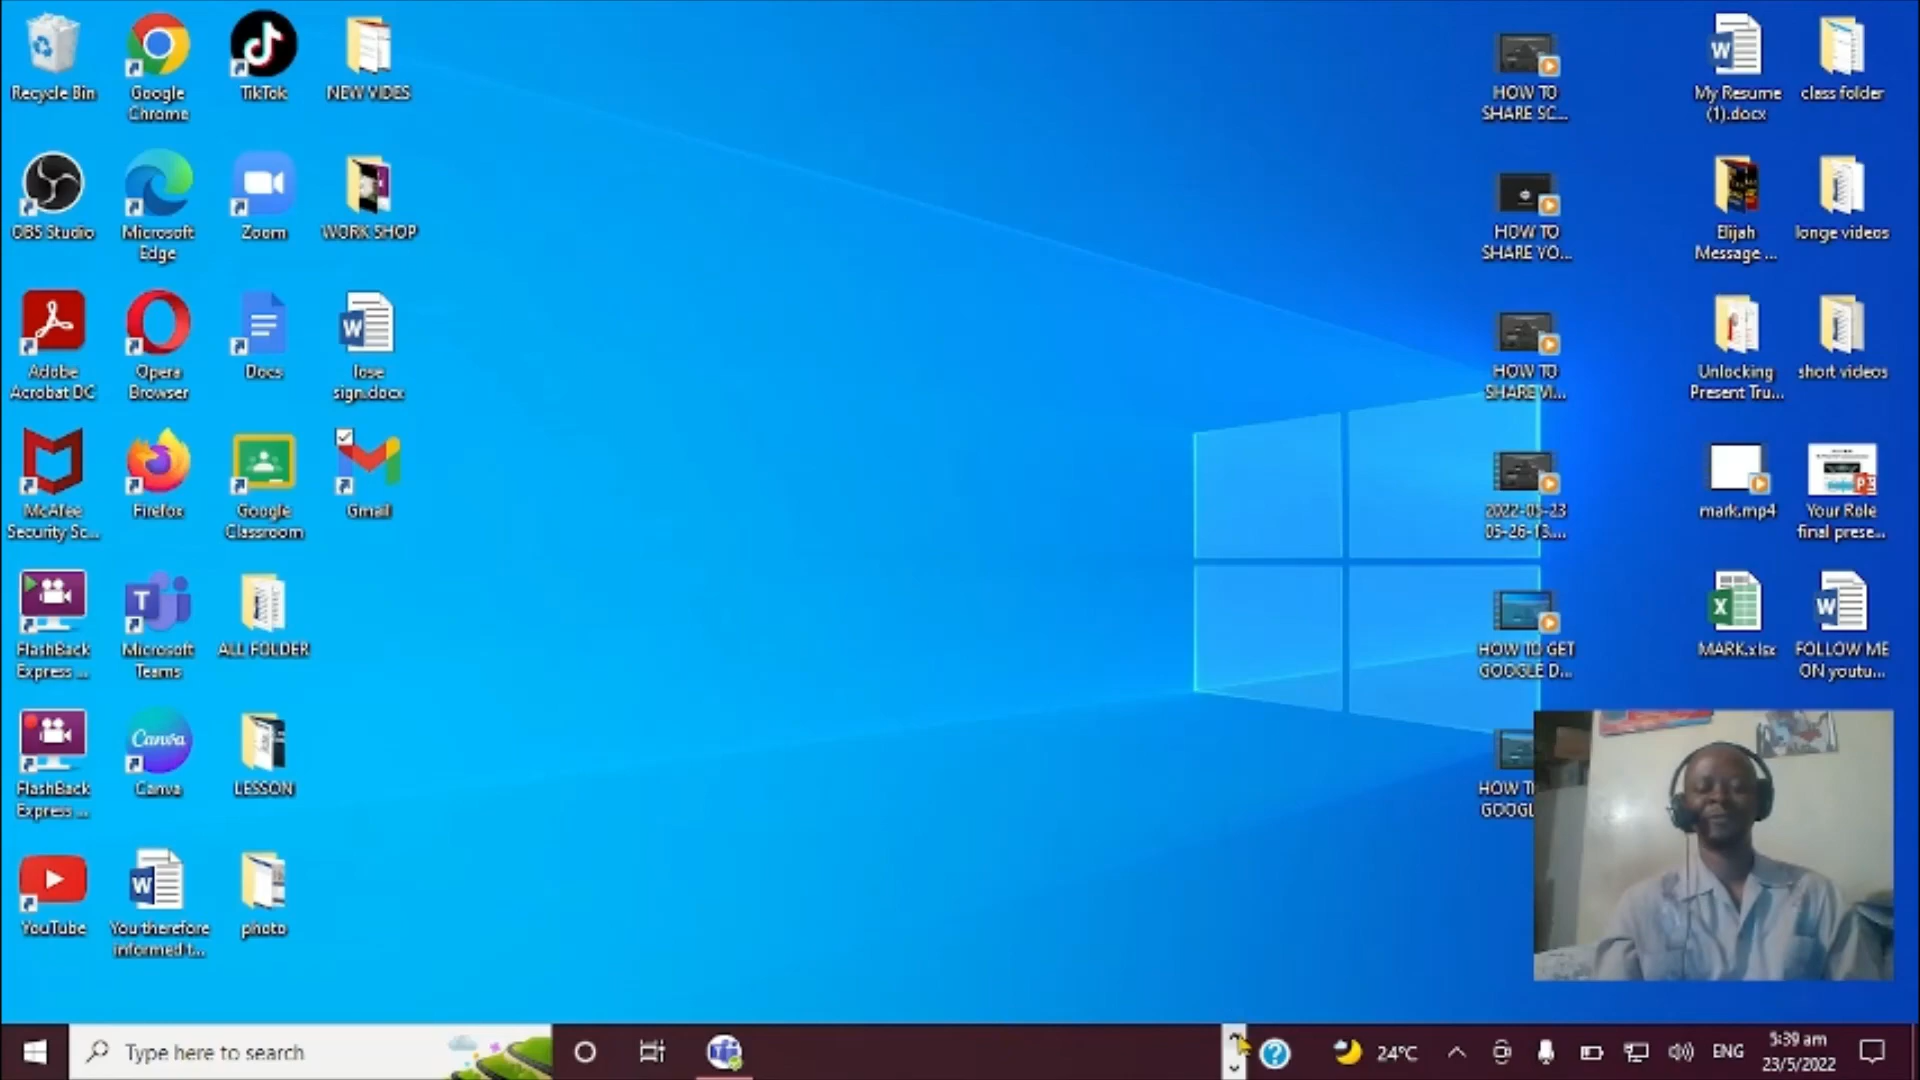 Recycle Bin
Google
Chrome
TikTok
NEW VIDES
HOW TO
SHARE SC...
My Resume
(1).docx
class folder
OBS Studio
Microsoft
Edge
Zoom
WORK SHOP
HOW TO
SHARE YO...
Elijah
Message ...
longe videos
Adobe
Acrobat DC
Opera
Browser
Docs
lose
sign.docx
HOW TO
SHARE VI...
Unlocking
Present Tru...
short videos
McAfee
Security Sc...
Firefox
Google
Classroom
Gmail
2022-05-23
05-26-13....
mark.mp4
Your Role
final prese...
FlashBack
Express ...
Microsoft
Teams
ALL FOLDER
HOW TO GET
GOOGLE D...
MARK.xlsx
FOLLOW ME
ON youtu...
FlashBack
Express ...
Canva
Canva
LESSON
HOW T
GOOGL
YouTube
You therefore
informed t...
photo
Type here to search
24°C
ENG
5:39 am
23/5/2022